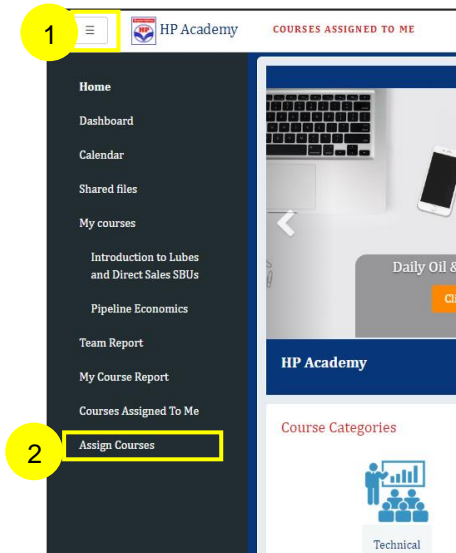 1
☰
HP
HP Academy
COURSES ASSIGNED TO ME
Home
Dashboard
Calendar
Shared files
My courses
Introduction to Lubes
and Direct Sales SBUs
Pipeline Economics
Team Report
My Course Report
Courses Assigned To Me
2
Assign Courses
Daily Oil &
Cli
HP Academy
Course Categories
Technical